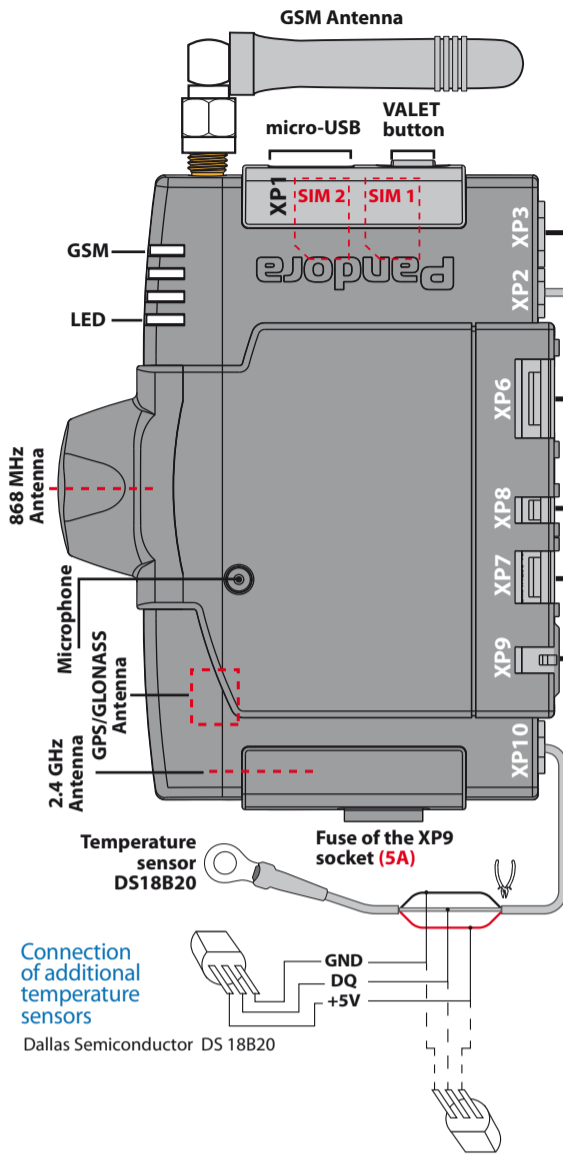 GSM Antenna
micro-USB
VALET
button
XP1
SIM 2
SIM 1
XP3
GSM
Pandora
XP2
LED
XP6
868 MHz
Antenna
XP8
XP7
Microphone
XP9
GPS/GLONASS
Antenna
2.4 GHz
Antenna
XP10
Temperature
sensor
DS18B20
Fuse of the XP9
socket (5A)
Connection
of additional
temperature
sensors
GND
DQ
+5V
Dallas Semiconductor DS 18B20